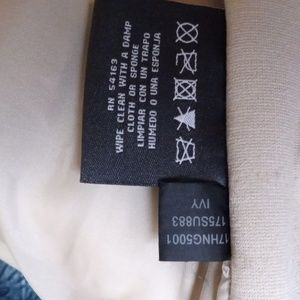 RN 54163
WIPE CLEAN WITH A DAMP
CLOTH OR SPONGE
LIMPIAR CON UN TRAPO
HUMEDO O UNA ESPONJA
17HNG5001
175SU883
IVY